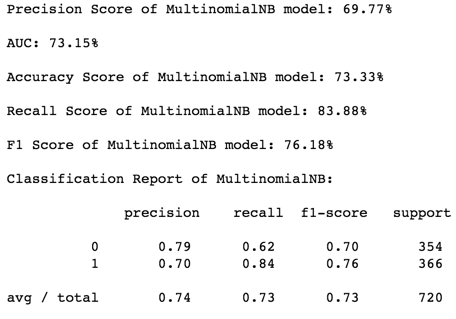 Precision Score of MultinomialNB model: 69.77%
AUC: 73.15%
Accuracy Score of MultinomialNB model: 73.33%
Recall Score of MultinomialNB model: 83.88%
F1 Score of MultinomialNB model: 76.18%
Classification Report of MultinomialNB:
precision recall f1-score support
0 0.79 0.62 0.70 354
1 0.70 0.84 0.76 366
avg / total 0.74 0.73 0.73 720